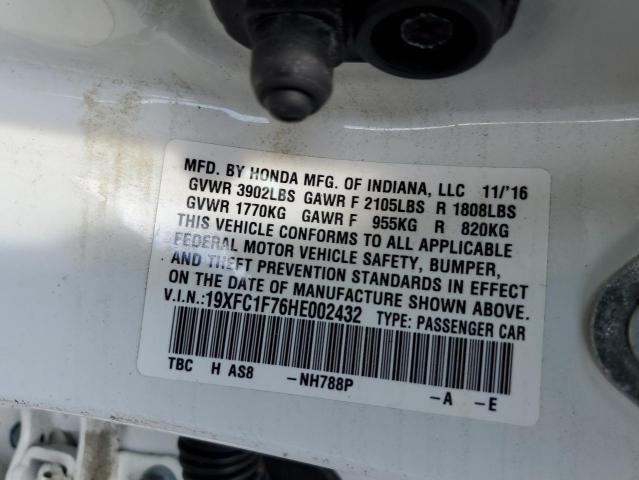 MFD. BY HONDA MFG. OF INDIANA, LLC 11/'16
GVWR 3902LBS GAWR F 2105LBS R 1808LBS
GVWR 1770KG GAWR F 955KG R 820KG
THIS VEHICLE CONFORMS TO ALL APPLICABLE
FEDERAL MOTOR VEHICLE SAFETY, BUMPER,
AND THEFT PREVENTION STANDARDS IN EFFECT
ON THE DATE OF MANUFACTURE SHOWN ABOVE.
V.I.N.:19XFC1F76HE002432 TYPE: PASSENGER CAR
TBC H AS8 -NH788P -A -E